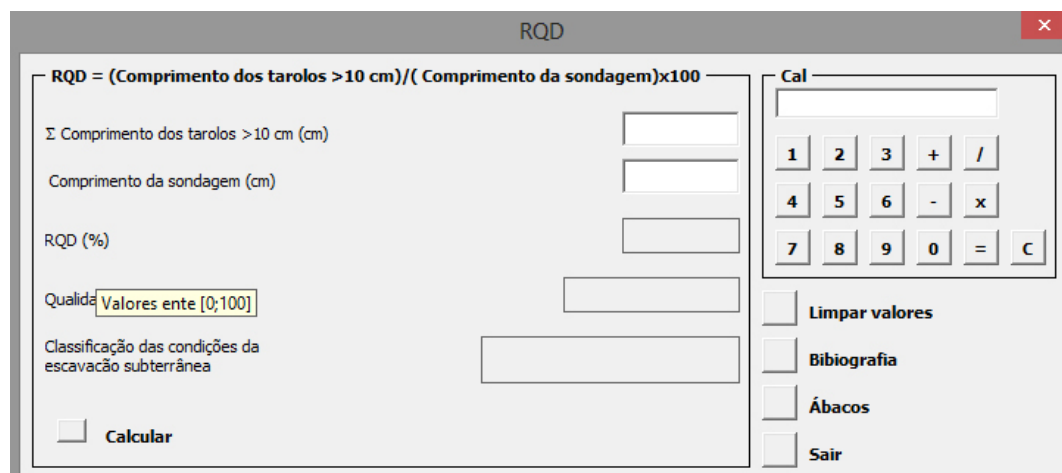 RQD
RQD = (Comprimento dos tarolos >10 cm)/( Comprimento da sondagem)x100
Σ Comprimento dos tarolos >10 cm (cm)
Comprimento da sondagem (cm)
RQD (%)
Qualida
Valores ente [0;100]
Classificação das condições da
escavacão subterrânea
Calcular
Cal
1 2 3 + /
4 5 6 - x
7 8 9 0 = C
Limpar valores
Bibiografia
Ábacos
Sair